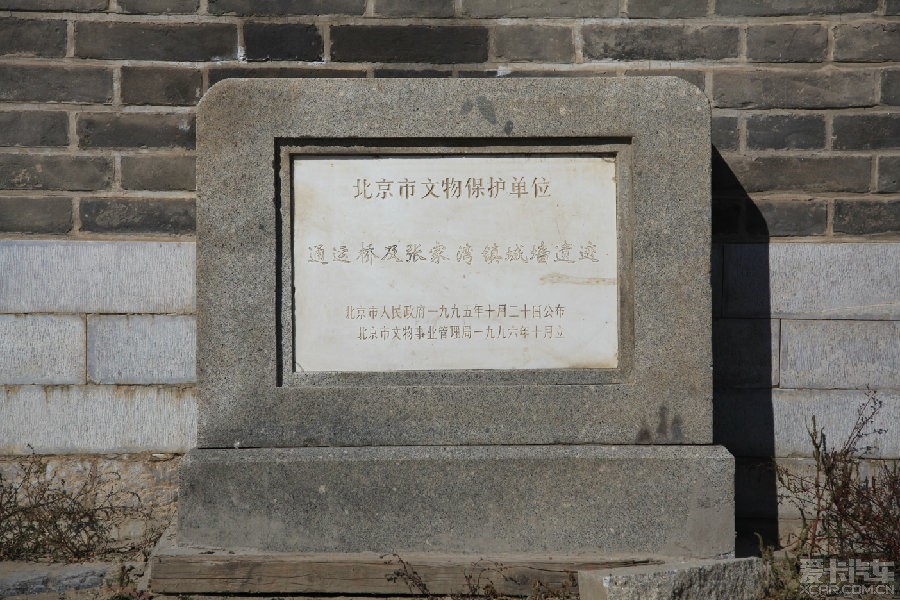 北京市文物保护单位
通运桥及张家湾镇城墙遗迹
北京市人民政府一九九五年十月二十日公布
北京市文物事业管理局一九九六年十月立
爱卡汽车
XCAR.COM.CN